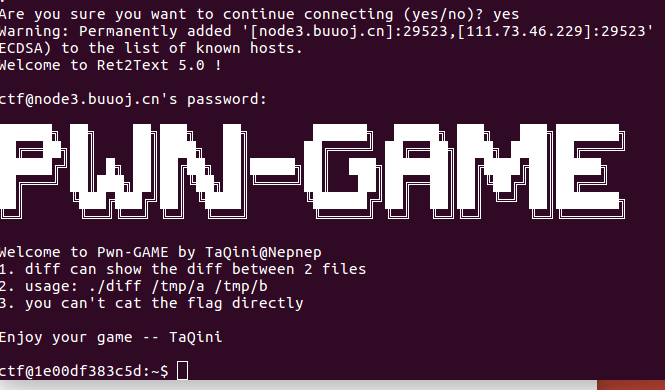 Are you sure you want to continue connecting (yes/no)? yes
Warning: Permanently added '[node3.buuoj.cn]:29523,[111.73.46.229]:29523'
ECDSA) to the list of known hosts.
Welcome to Ret2Text 5.0 !
ctf@node3.buuoj.cn's password:
PWN-GAME
Welcome to Pwn-GAME by TaQini@Nepnep
1. diff can show the diff between 2 files
2. usage: ./diff /tmp/a /tmp/b
3. you can't cat the flag directly
Enjoy your game -- TaQini
ctf@1e00df383c5d:~$